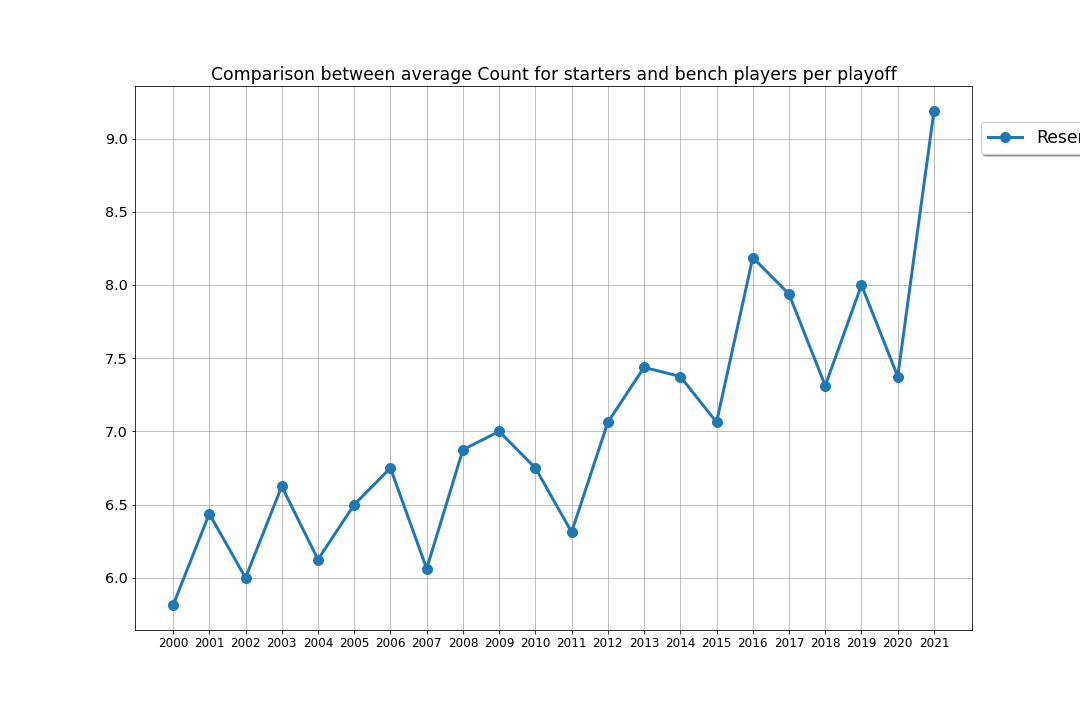 Comparison between average Count for starters and bench players per playoff
9.0
8.5
8.0
7.5
7.0
6.5
6.0
Reser
2000 2001 2002 2003 2004 2005 2006 2007 2008 2009 2010 2011 2012 2013 2014 2015 2016 2017 2018 2019 2020 2021